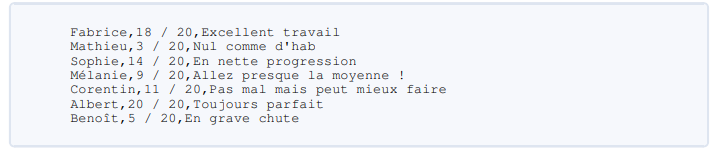 Fabrice,18 / 20,Excellent travail
Mathieu,3 / 20,Nul comme d'hab
Sophie,14 / 20,En nette progression
Mélanie,9 / 20,Allez presque la moyenne !
Corentin,11 / 20,Pas mal mais peut mieux faire
Albert,20 / 20,Toujours parfait
Benoît,5 / 20,En grave chute